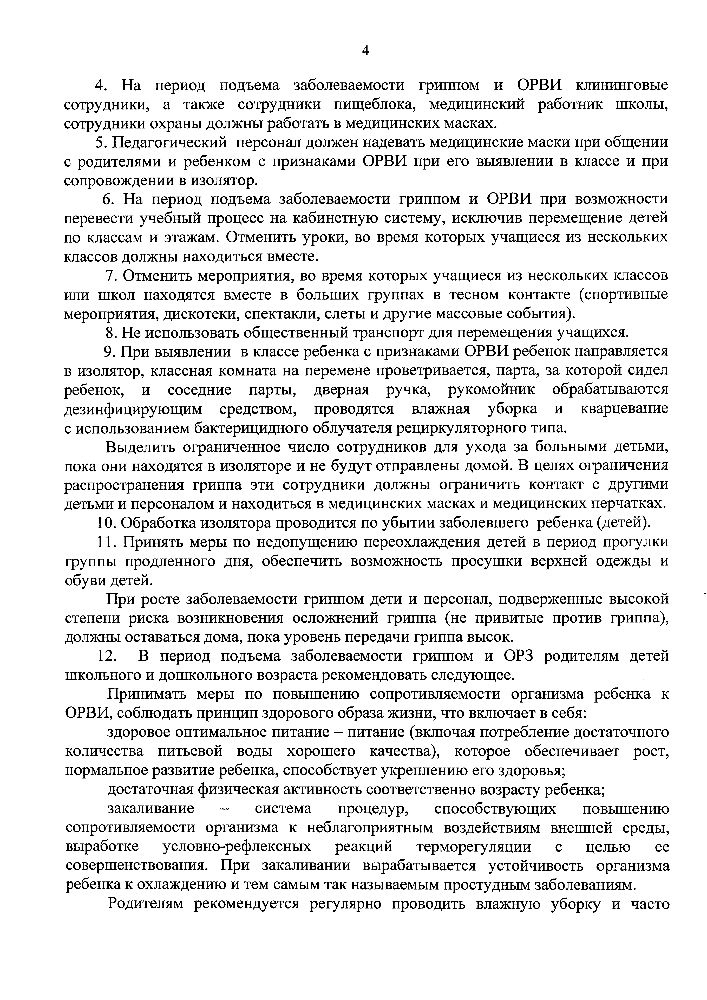 4
4. На период подъема заболеваемости гриппом и ОРВИ клининговые
сотрудники, а также сотрудники пищеблока, медицинский работник школы,
сотрудники охраны должны работать в медицинских масках.
5. Педагогический персонал должен надевать медицинские маски при общении
с родителями и ребенком с признаками ОРВИ при его выявлении в классе и при
сопровождении в изолятор.
6. На период подъема заболеваемости гриппом и ОРВИ при возможности
перевести учебный процесс на кабинетную систему, исключив перемещение детей
по классам и этажам. Отменить уроки, во время которых учащиеся из нескольких
классов должны находиться вместе.
7. Отменить мероприятия, во время которых учащиеся из нескольких классов
или школ находятся вместе в больших группах в тесном контакте (спортивные
мероприятия, дискотеки, спектакли, слеты и другие массовые события).
8. Не использовать общественный транспорт для перемещения учащихся.
9. При выявлении в классе ребенка с признаками ОРВИ ребенок направляется
в изолятор, классная комната на перемене проветривается, парта, за которой сидел
ребенок, и соседние парты, дверная ручка, рукомойник обрабатываются
дезинфицирующим средством, проводятся влажная уборка и кварцевание
с использованием бактерицидного облучателя рециркуляторного типа.
Выделить ограниченное число сотрудников для ухода за больными детьми,
пока они находятся в изоляторе и не будут отправлены домой. В целях ограничения
распространения гриппа эти сотрудники должны ограничить контакт с другими
детьми и персоналом и находиться в медицинских масках и медицинских перчатках.
10. Обработка изолятора проводится по убытии заболевшего ребенка (детей).
11. Принять меры по недопущению переохлаждения детей в период прогулки
группы продленного дня, обеспечить возможность просушки верхней одежды и
обуви детей.
При росте заболеваемости гриппом дети и персонал, подверженные высокой
степени риска возникновения осложнений гриппа (не привитые против гриппа),
должны оставаться дома, пока уровень передачи гриппа высок.
12. В период подъема заболеваемости гриппом и ОРЗ родителям детей
школьного и дошкольного возраста рекомендовать следующее.
Принимать меры по повышению сопротивляемости организма ребенка к
ОРВИ, соблюдать принцип здорового образа жизни, что включает в себя:
здоровое оптимальное питание – питание (включая потребление достаточного
количества питьевой воды хорошего качества), которое обеспечивает рост,
нормальное развитие ребенка, способствует укреплению его здоровья;
достаточная физическая активность соответственно возрасту ребенка;
закаливание – система процедур, способствующих повышению
сопротивляемости организма к неблагоприятным воздействиям внешней среды,
выработке условно-рефлексных реакций терморегуляции с целью ее
совершенствования. При закаливании вырабатывается устойчивость организма
ребенка к охлаждению и тем самым так называемым простудным заболеваниям.
Родителям рекомендуется регулярно проводить влажную уборку и часто